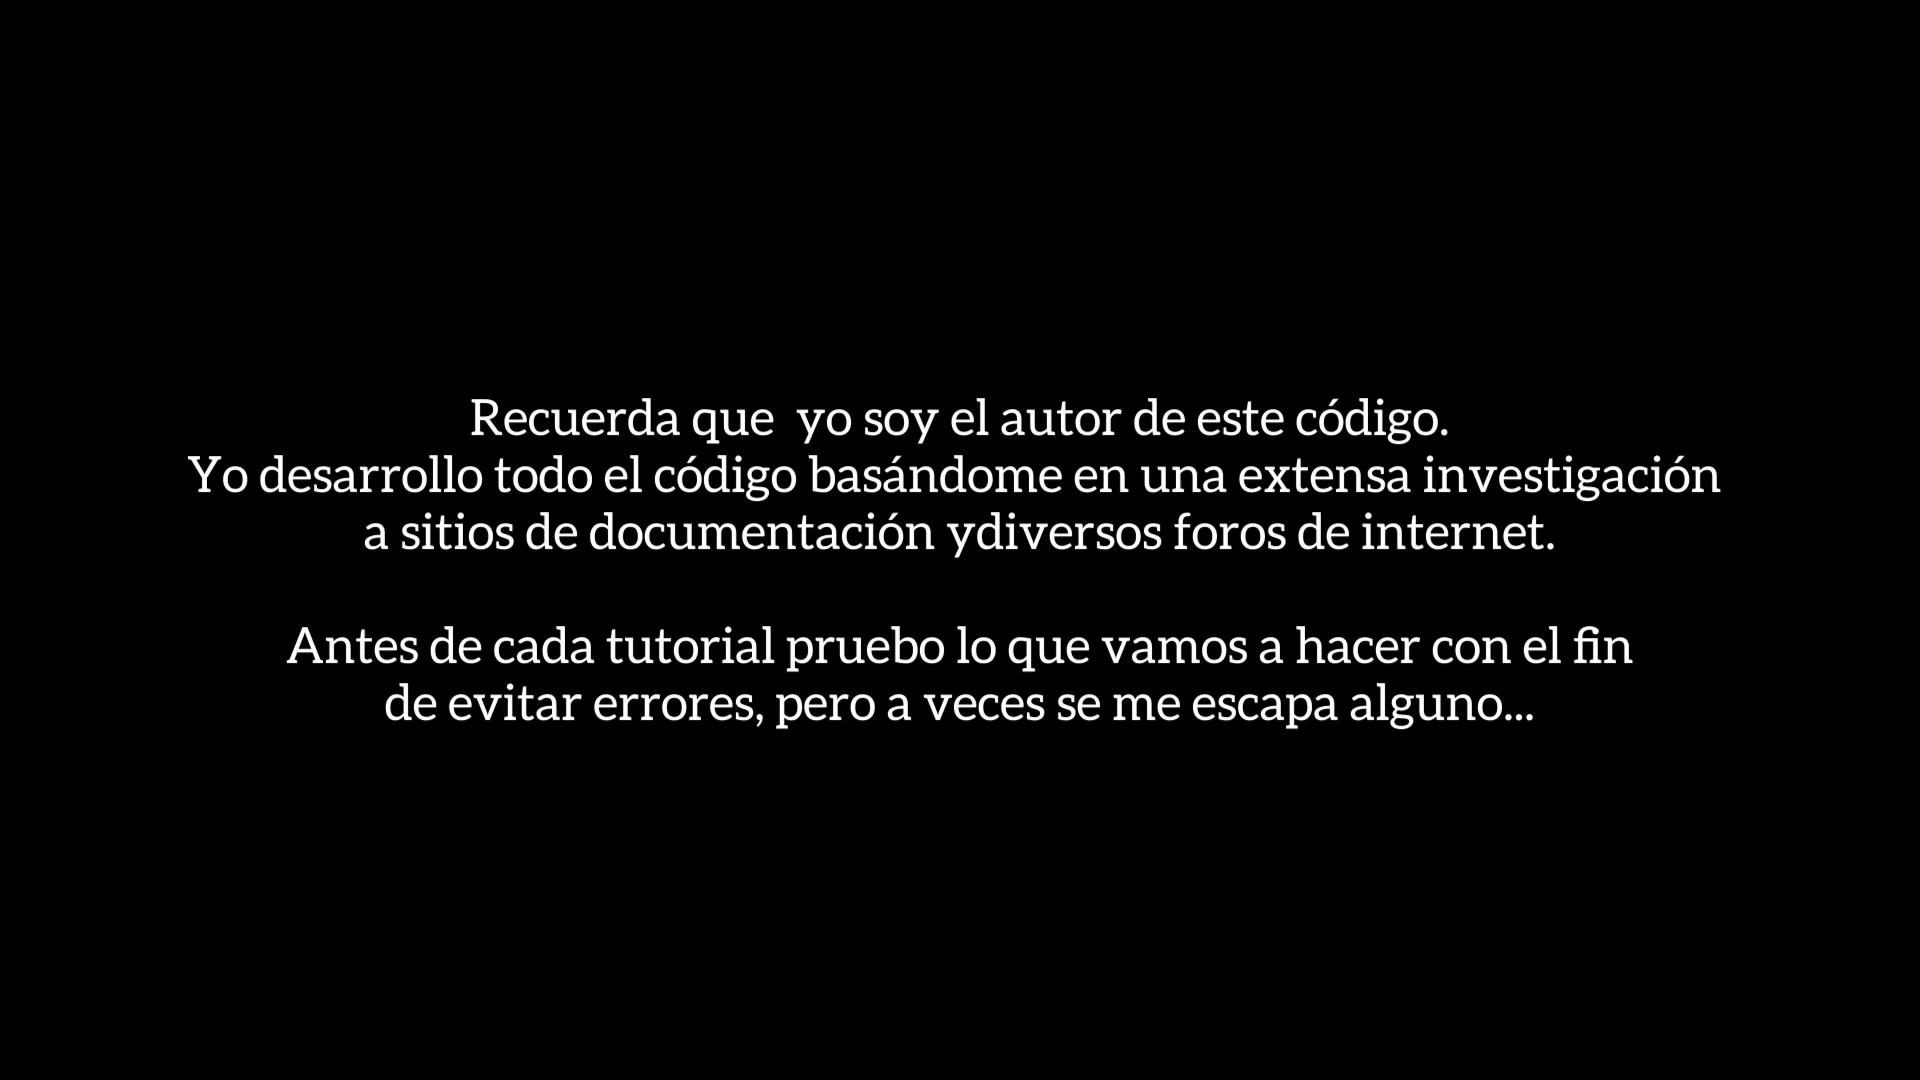 Recuerda que  yo soy el autor de este código.
Yo desarrollo todo el código basándome en una extensa investigación
a sitios de documentación ydiversos foros de internet.
Antes de cada tutorial pruebo lo que vamos a hacer con el fin
de evitar errores, pero a veces se me escapa alguno...